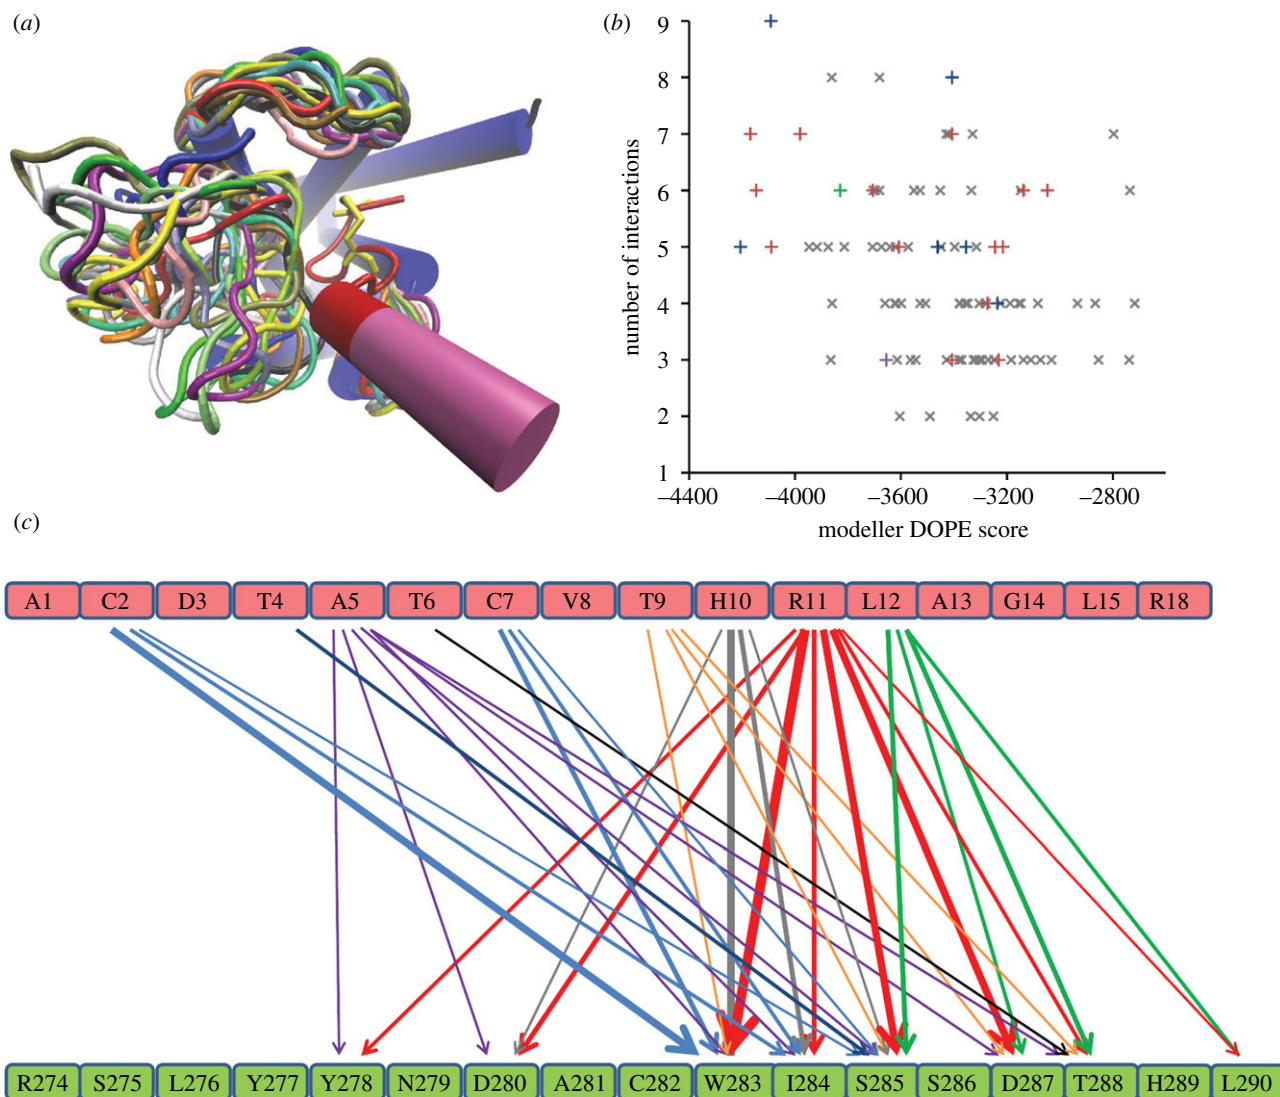 (a)
(b)
9
8
7
6
5
4
3
2
1
number of interactions
–4400 –4000 –3600 –3200 –2800
modeller DOPE score
(c)
A1 C2 D3 T4 A5 T6 C7 V8 T9 H10 R11 L12 A13 G14 L15 R18
R274 S275 L276 Y277 Y278 N279 D280 A281 C282 W283 I284 S285 S286 D287 T288 H289 L290